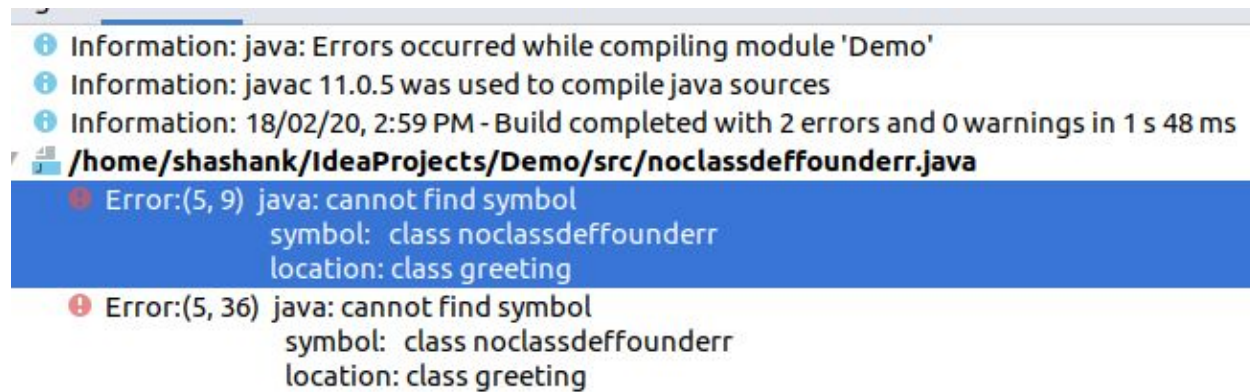 Information: java: Errors occurred while compiling module 'Demo'
Information: javac 11.0.5 was used to compile java sources
Information: 18/02/20, 2:59 PM - Build completed with 2 errors and 0 warnings in 1 s 48 ms
/home/shashank/IdeaProjects/Demo/src/noclassdeffounderr.java
Error:(5, 9) java: cannot find symbol
symbol: class noclassdeffounderr
location: class greeting
Error:(5, 36) java: cannot find symbol
symbol: class noclassdeffounderr
location: class greeting